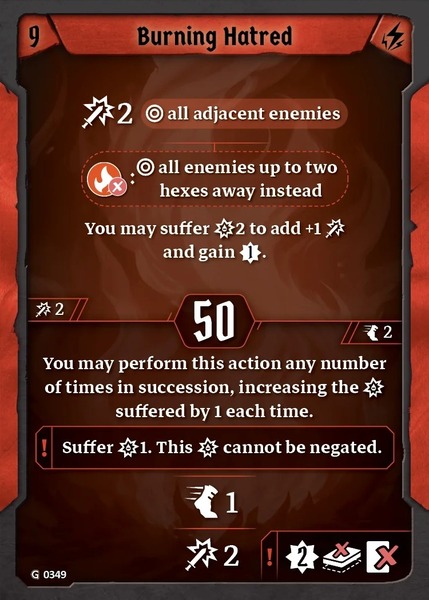 9
Burning Hatred
2 all adjacent enemies
: all enemies up to two
hexes away instead
You may suffer 2 to add +1
and gain 1.
2
50
2
You may perform this action any number
of times in succession, increasing the
suffered by 1 each time.
! Suffer 1. This cannot be negated.
1
2
! 2
G 0349